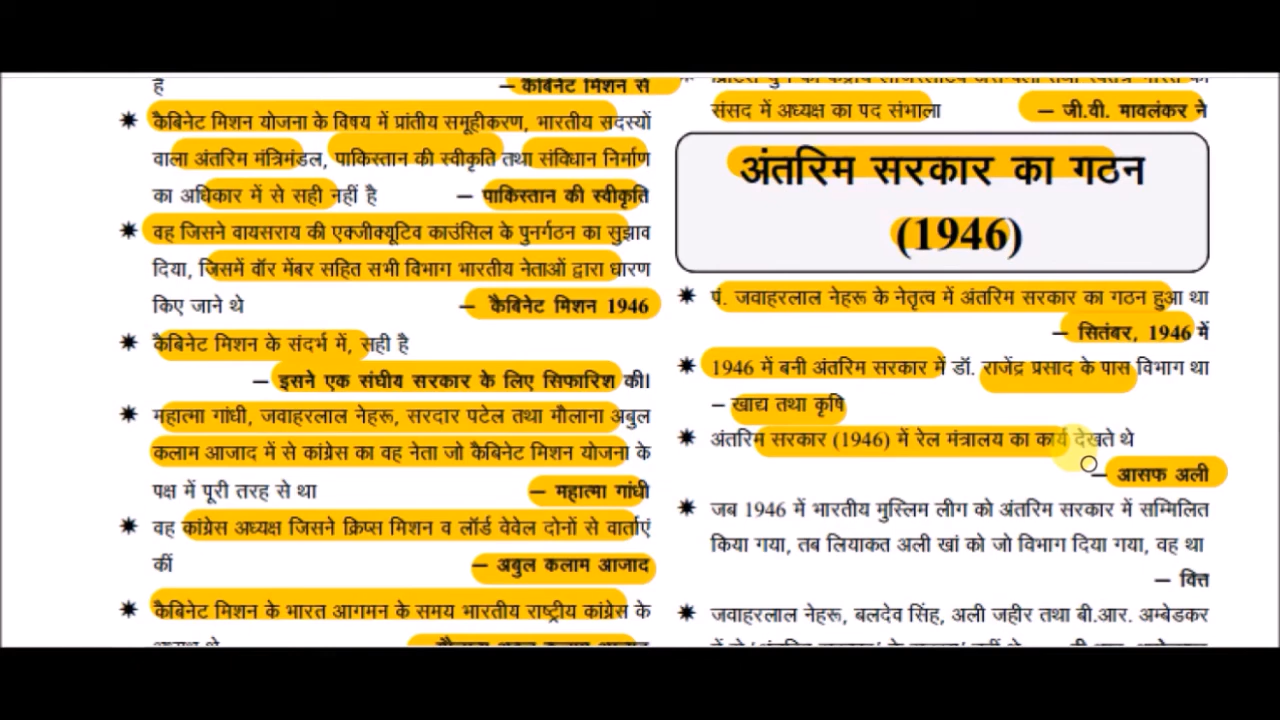 है
— कैबिनेट मिशन से
✷ कैबिनेट मिशन योजना के विषय में प्रांतीय समूहीकरण, भारतीय सदस्यों
वाला अंतरिम मंत्रिमंडल, पाकिस्तान की स्वीकृति तथा संविधान निर्माण
का अधिकार में से सही नहीं है — पाकिस्तान की स्वीकृति
✷ वह जिसने वायसराय की एक्जीक्यूटिव काउंसिल के पुनर्गठन का सुझाव
दिया, जिसमें वॉर मेंबर सहित सभी विभाग भारतीय नेताओं द्वारा धारण
किए जाने थे — कैबिनेट मिशन 1946
✷ कैबिनेट मिशन के संदर्भ में, सही है
— इसने एक संघीय सरकार के लिए सिफारिश की।
✷ महात्मा गांधी, जवाहरलाल नेहरू, सरदार पटेल तथा मौलाना अबुल
कलाम आजाद में से कांग्रेस का वह नेता जो कैबिनेट मिशन योजना के
पक्ष में पूरी तरह से था — महात्मा गांधी
✷ वह कांग्रेस अध्यक्ष जिसने क्रिप्स मिशन व लॉर्ड वेवेल दोनों से वार्ताएं
कीं — अबुल कलाम आजाद
✷ कैबिनेट मिशन के भारत आगमन के समय भारतीय राष्ट्रीय कांग्रेस के
संसद में अध्यक्ष का पद संभाला — जी.वी. मावलंकर ने
अंतरिम सरकार का गठन
(1946)
✷ पं. जवाहरलाल नेहरू के नेतृत्व में अंतरिम सरकार का गठन हुआ था
— सितंबर, 1946 में
✷ 1946 में बनी अंतरिम सरकार में डॉ. राजेंद्र प्रसाद के पास विभाग था
– खाद्य तथा कृषि
✷ अंतरिम सरकार (1946) में रेल मंत्रालय का कार्य देखते थे
— आसफ अली
✷ जब 1946 में भारतीय मुस्लिम लीग को अंतरिम सरकार में सम्मिलित
किया गया, तब लियाकत अली खां को जो विभाग दिया गया, वह था
— वित्त
✷ जवाहरलाल नेहरू, बलदेव सिंह, अली जहीर तथा बी.आर. अम्बेडकर